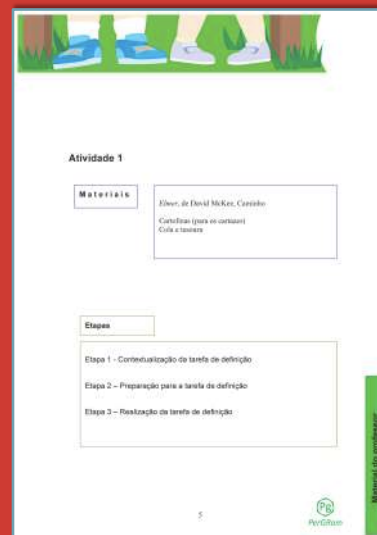 Atividade 1
Materiais
Elmer, de David McKee, Caminho
Cartolinas (para os cartazes)
Cola e tesoura
Etapas
Etapa 1 - Contextualização da tarefa de definição
Etapa 2 – Preparação para a tarefa de definição
Etapa 3 – Realização da tarefa de definição
Material do professor
5
Pg
PerGRam